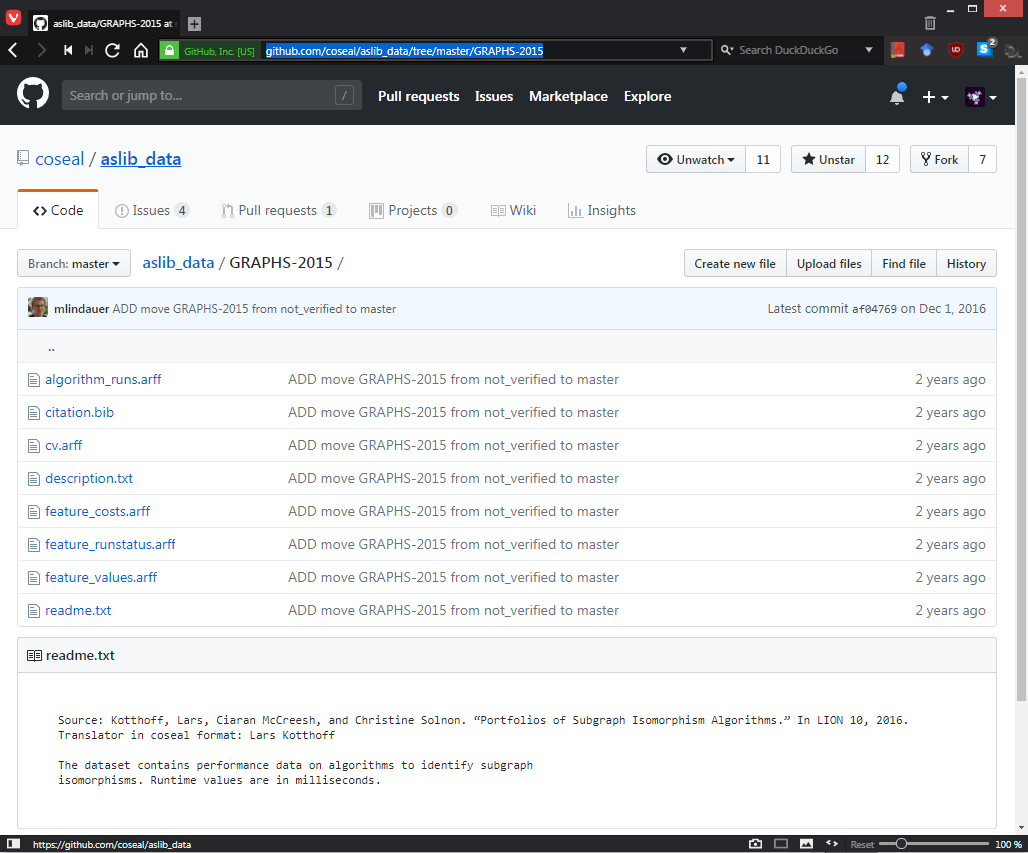 aslib_data/GRAPHS-2015 at
GitHub, Inc. [US] github.com/coseal/aslib_data/tree/master/GRAPHS-2015 Search DuckDuckGo UD S 2
Search or jump to... / Pull requests Issues Marketplace Explore
coseal / aslib_data Unwatch 11 Unstar 12 Fork 7
Code Issues 4 Pull requests 1 Projects 0 Wiki Insights
Branch: master aslib_data / GRAPHS-2015 / Create new file Upload files Find file History
mlindauer ADD move GRAPHS-2015 from not_verified to master Latest commit af04769 on Dec 1, 2016
..
algorithm_runs.arff ADD move GRAPHS-2015 from not_verified to master 2 years ago
citation.bib ADD move GRAPHS-2015 from not_verified to master 2 years ago
cv.arff ADD move GRAPHS-2015 from not_verified to master 2 years ago
description.txt ADD move GRAPHS-2015 from not_verified to master 2 years ago
feature_costs.arff ADD move GRAPHS-2015 from not_verified to master 2 years ago
feature_runstatus.arff ADD move GRAPHS-2015 from not_verified to master 2 years ago
feature_values.arff ADD move GRAPHS-2015 from not_verified to master 2 years ago
readme.txt ADD move GRAPHS-2015 from not_verified to master 2 years ago
readme.txt
Source: Kotthoff, Lars, Ciaran McCreesh, and Christine Solnon. “Portfolios of Subgraph Isomorphism Algorithms.” In LION 10, 2016.
Translator in coseal format: Lars Kotthoff
The dataset contains performance data on algorithms to identify subgraph
isomorphisms. Runtime values are in milliseconds.
https://github.com/coseal/aslib_data Reset 100 %